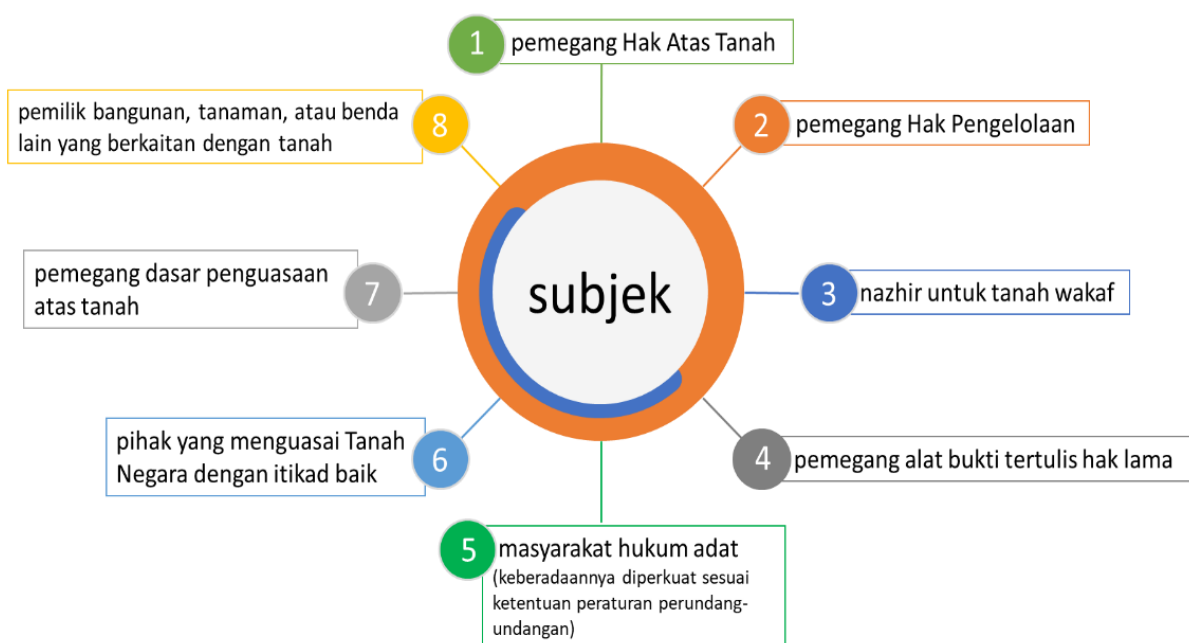 1
pemegang Hak Atas Tanah
2
pemegang Hak Pengelolaan
3
nazhir untuk tanah wakaf
4
pemegang alat bukti tertulis hak lama
5
masyarakat hukum adat
(keberadaannya diperkuat sesuai
ketentuan peraturan perundang-
undangan)
6
pihak yang menguasai Tanah
Negara dengan itikad baik
7
pemegang dasar penguasaan
atas tanah
8
pemilik bangunan, tanaman, atau benda
lain yang berkaitan dengan tanah
subjek